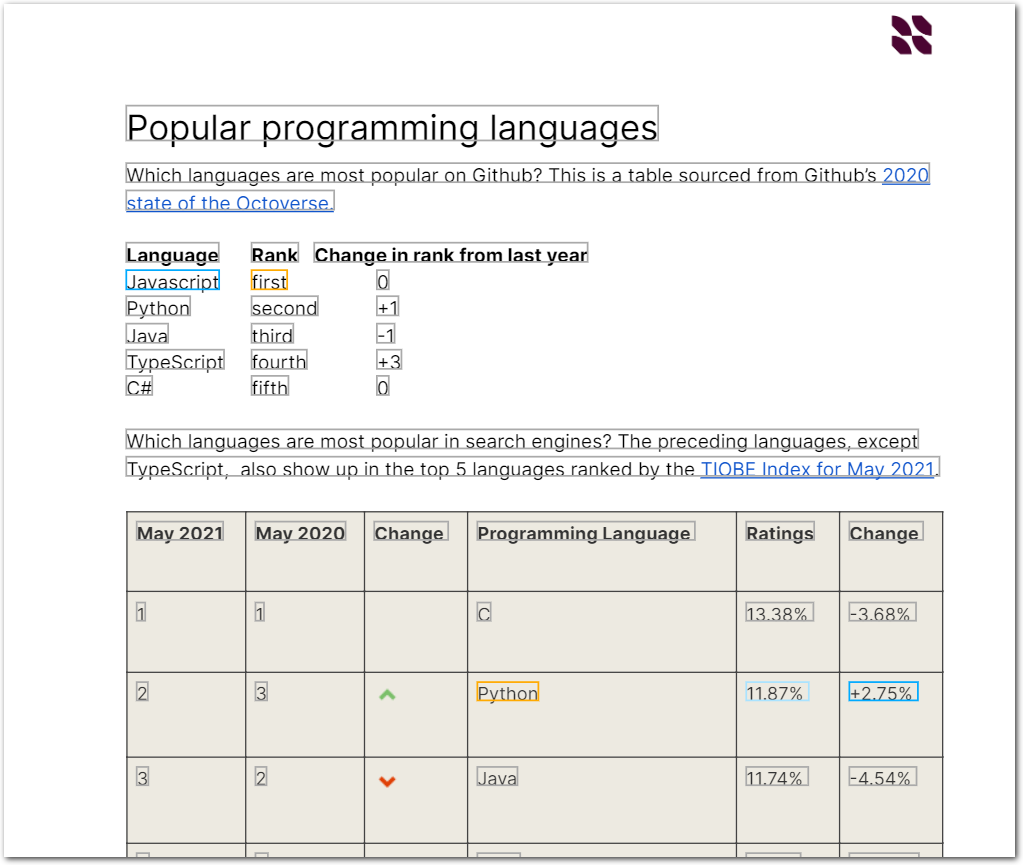 Popular programming languages
Which languages are most popular on Github? This is a table sourced from Github’s 2020
state of the Octoverse.
Language Rank Change in rank from last year
Javascript first 0
Python second +1
Java third -1
TypeScript fourth +3
C# fifth 0
Which languages are most popular in search engines? The preceding languages, except
TypeScript, also show up in the top 5 languages ranked by the TIOBE Index for May 2021.
May 2021 May 2020 Change Programming Language Ratings Change
1 1 C 13.38% -3.68%
2 3 Python 11.87% +2.75%
3 2 Java 11.74% -4.54%